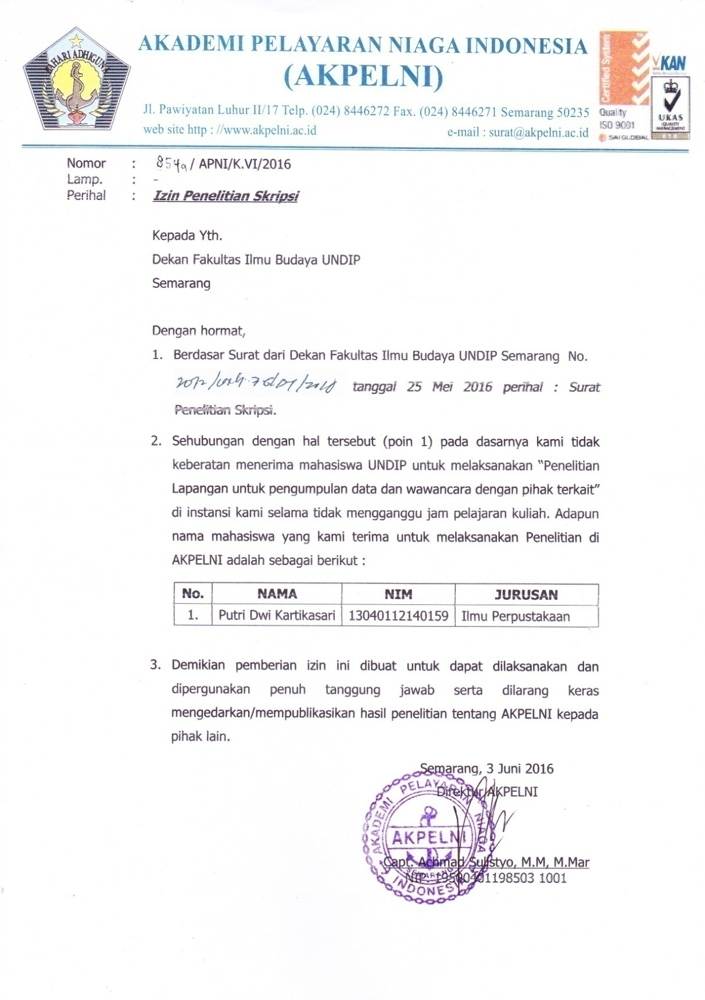 BAHARI ADHIGUNA
AKADEMI PELAYARAN NIAGA INDONESIA
(AKPELNI)
Jl. Pawiyatan Luhur II/17 Telp. (024) 8446272 Fax. (024) 8446271 Semarang 50235
web site http : //www.akpelni.ac.id e-mail : surat@akpelni.ac.id
Certified System
TM
Quality
ISO 9001
SAI GLOBAL
KAN
UKAS
QUALITY
MANAGEMENT
Nomor : 854a / APNI/K.VI/2016
Lamp. : -
Perihal : Izin Penelitian Skripsi
Kepada Yth.
Dekan Fakultas Ilmu Budaya UNDIP
Semarang
Dengan hormat,
1. Berdasar Surat dari Dekan Fakultas Ilmu Budaya UNDIP Semarang No.
tanggal 25 Mei 2016 perihal : Surat
Penelitian Skripsi.
2. Sehubungan dengan hal tersebut (poin 1) pada dasarnya kami tidak
keberatan menerima mahasiswa UNDIP untuk melaksanakan "Penelitian
Lapangan untuk pengumpulan data dan wawancara dengan pihak terkait"
di instansi kami selama tidak mengganggu jam pelajaran kuliah. Adapun
nama mahasiswa yang kami terima untuk melaksanakan Penelitian di
AKPELNI adalah sebagai berikut :
No. NAMA NIM JURUSAN
1. Putri Dwi Kartikasari 13040112140159 Ilmu Perpustakaan
3. Demikian pemberian izin ini dibuat untuk dapat dilaksanakan dan
dipergunakan penuh tanggung jawab serta dilarang keras
mengedarkan/mempublikasikan hasil penelitian tentang AKPELNI kepada
pihak lain.
Semarang, 3 Juni 2016
Direktur AKPELNI
AKADEMI PELAYARAN NIAGA INDONESIA
AKPELNI
SEMARANG
Capt. Achmad Sulistyo, M.M, M.Mar
NIP. 1198503 1001